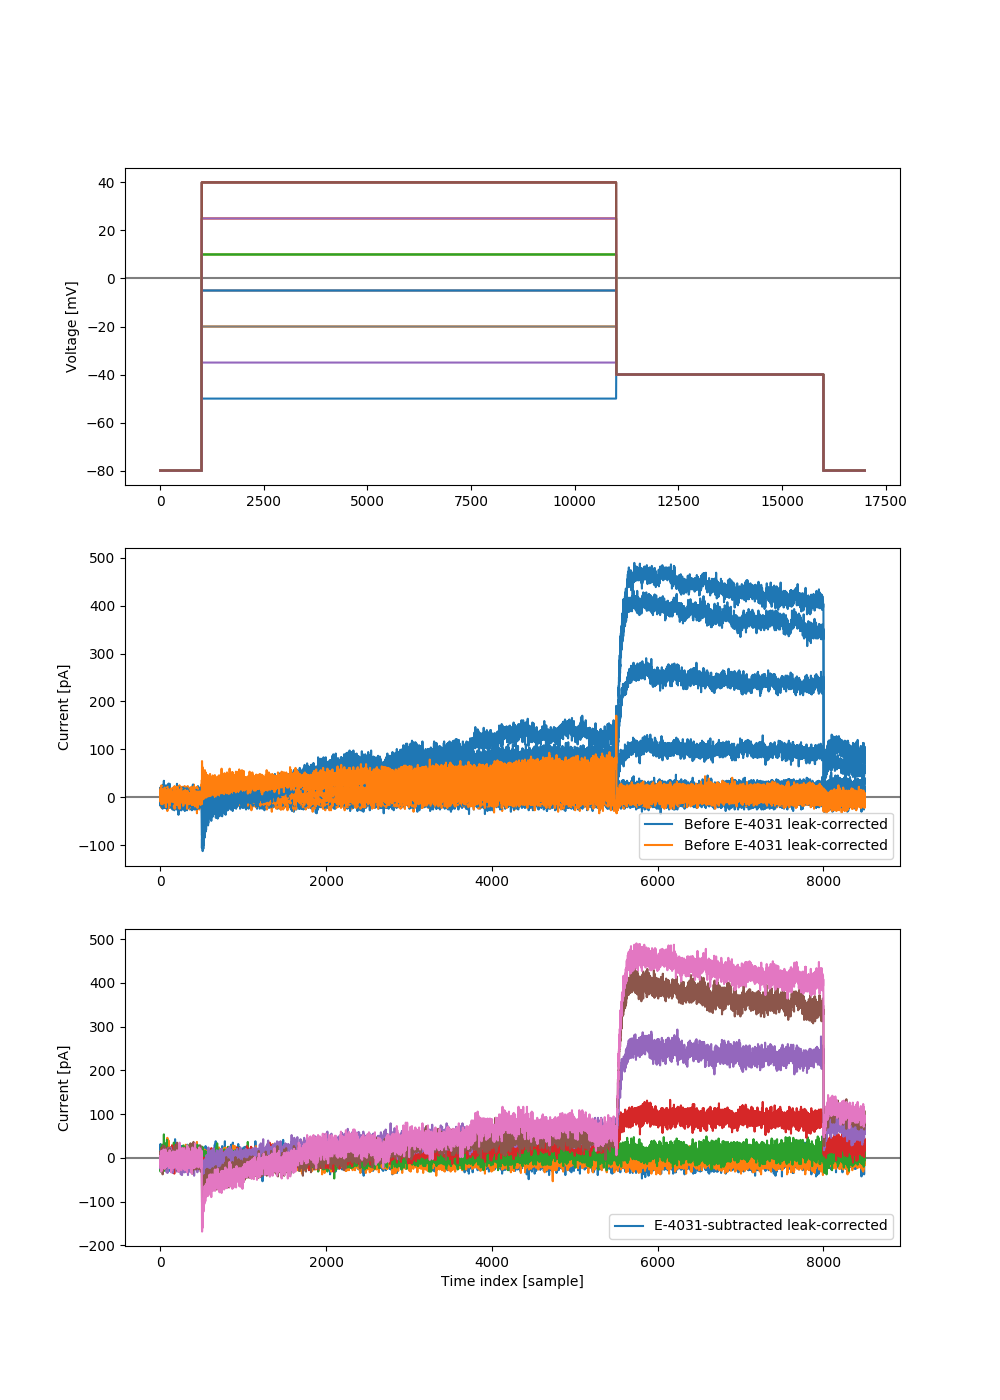 40
20
0
−20
−40
−60
−80
Voltage [mV]
0 2500 5000 7500 10000 12500 15000 17500
500
400
300
200
100
0
−100
Current [pA]
Before E-4031 leak-corrected
Before E-4031 leak-corrected
0 2000 4000 6000 8000
500
400
300
200
100
0
−100
−200
Current [pA]
E-4031-subtracted leak-corrected
0 2000 4000 6000 8000
Time index [sample]